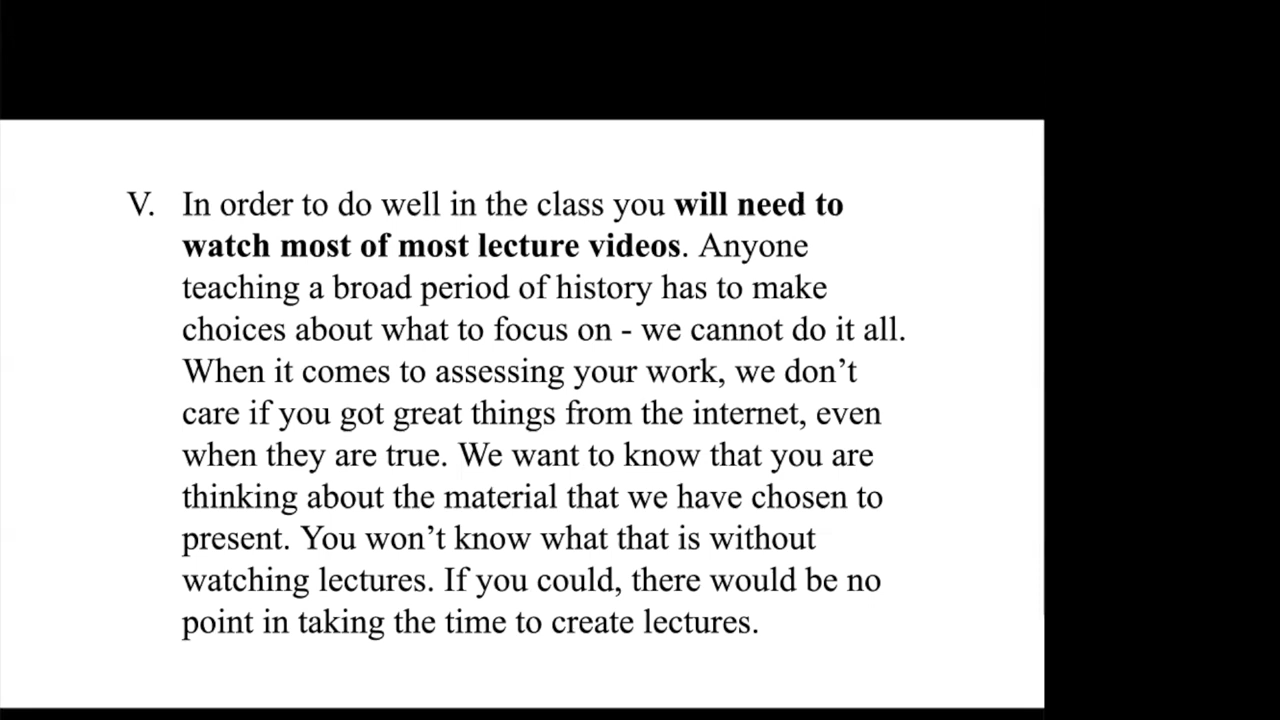 V. In order to do well in the class you will need to
watch most of most lecture videos. Anyone
teaching a broad period of history has to make
choices about what to focus on - we cannot do it all.
When it comes to assessing your work, we don’t
care if you got great things from the internet, even
when they are true. We want to know that you are
thinking about the material that we have chosen to
present. You won’t know what that is without
watching lectures. If you could, there would be no
point in taking the time to create lectures.